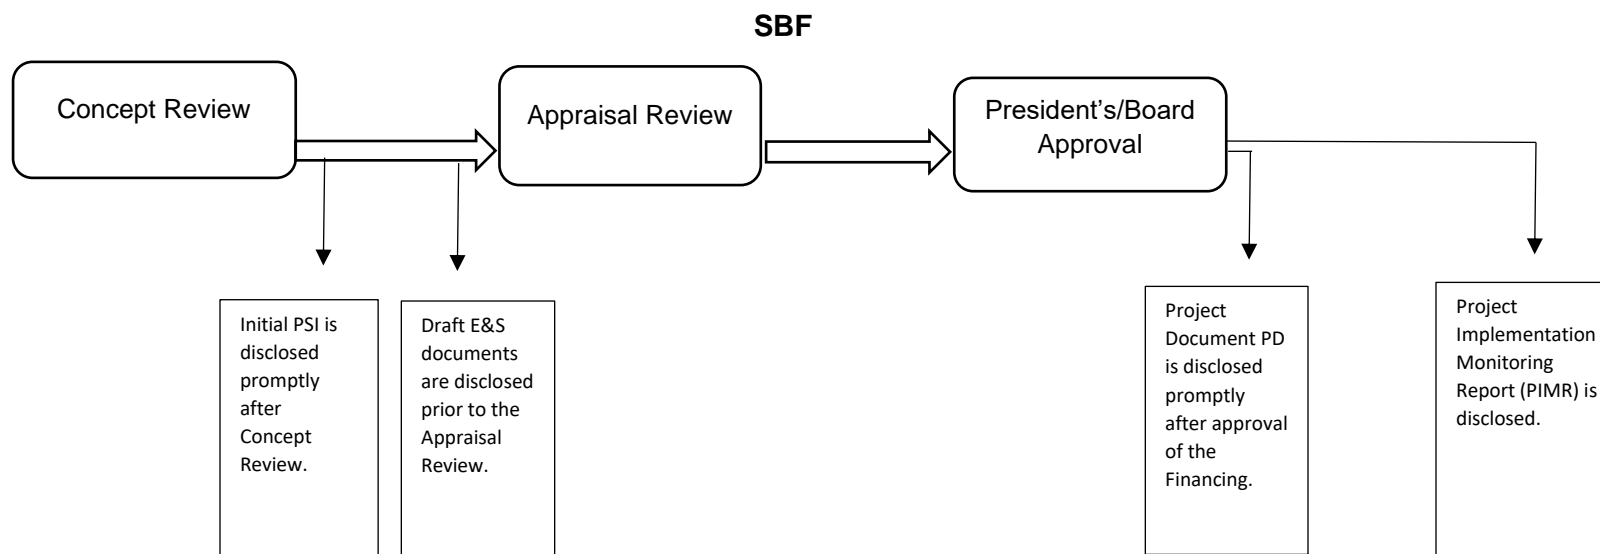 SBF
Concept Review
Appraisal Review
President’s/Board
Approval
Initial PSI is
disclosed
promptly
after
Concept
Review.
Draft E&S
documents
are disclosed
prior to the
Appraisal
Review.
Project
Document PD
is disclosed
promptly
after approval
of the
Financing.
Project
Implementation
Monitoring
Report (PIMR) is
disclosed.